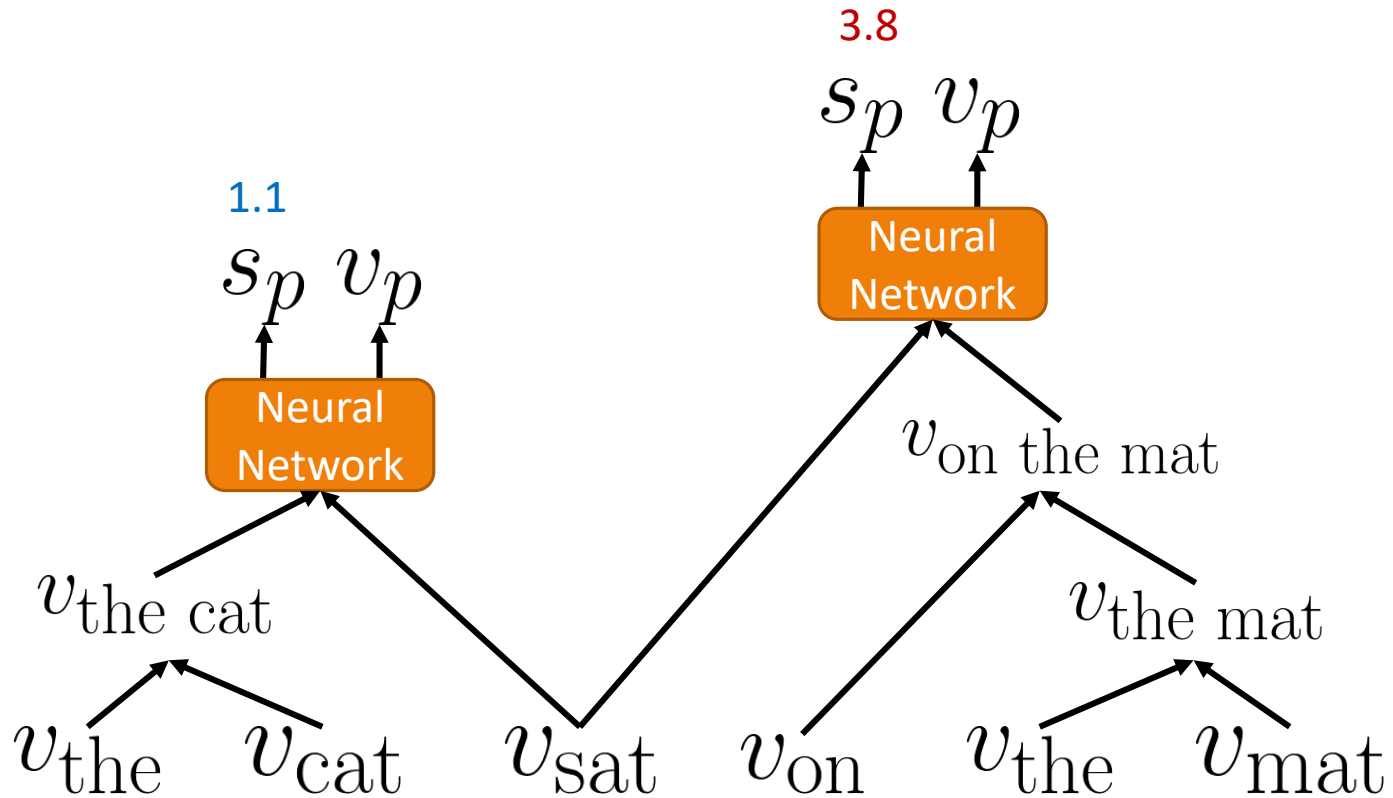 3.8
s_p v_p
1.1
Neural
Network
s_p v_p
Neural
Network
v_on the mat
v_the cat
v_the mat
v_the v_cat v_sat v_on v_the v_mat